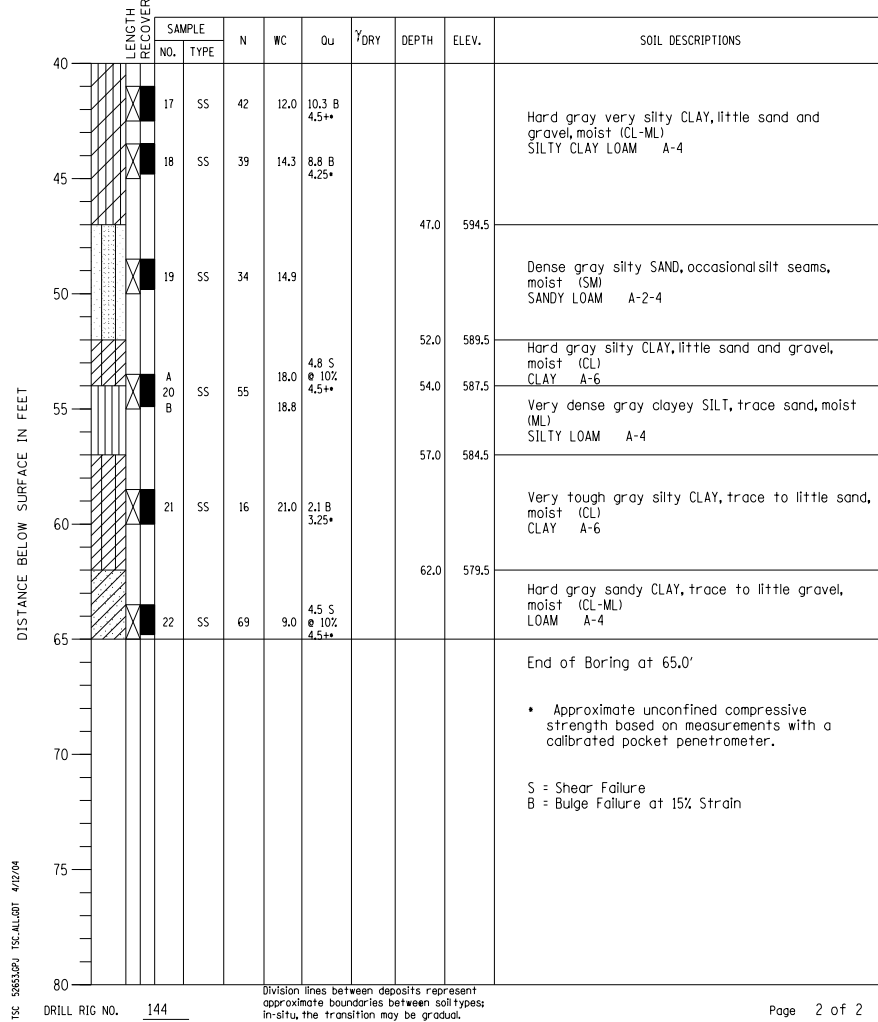 LENGTH
RECOVERY
SAMPLE
NO. TYPE
N
WC
Qu
γDRY
DEPTH
ELEV.
SOIL DESCRIPTIONS
DISTANCE BELOW SURFACE IN FEET
40
17 SS 42 12.0 10.3 B
4.5+*
Hard gray very silty CLAY, little sand and
gravel, moist (CL-ML)
SILTY CLAY LOAM A-4
18 SS 39 14.3 8.8 B
4.25*
45
47.0 594.5
19 SS 34 14.9
Dense gray silty SAND, occasional silt seams,
moist (SM)
SANDY LOAM A-2-4
50
52.0 589.5
Hard gray silty CLAY, little sand and gravel,
moist (CL)
CLAY A-6
4.8 S
A 18.0 @ 10%
20 SS 55 4.5+*
54.0 587.5
B 18.8
55
Very dense gray clayey SILT, trace sand, moist
(ML)
SILTY LOAM A-4
57.0 584.5
21 SS 16 21.0 2.1 B
3.25*
Very tough gray silty CLAY, trace to little sand,
moist (CL)
CLAY A-6
60
62.0 579.5
Hard gray sandy CLAY, trace to little gravel,
moist (CL-ML)
LOAM A-4
4.5 S
22 SS 69 9.0 @ 10%
4.5+*
65
End of Boring at 65.0'
* Approximate unconfined compressive
strength based on measurements with a
calibrated pocket penetrometer.
70
S = Shear Failure
B = Bulge Failure at 15% Strain
75
80
TSC 52653.GPJ TSC_ALL.GDT 4/12/04
DRILL RIG NO. 144
Division lines between deposits represent
approximate boundaries between soil types;
in-situ, the transition may be gradual.
Page 2 of 2